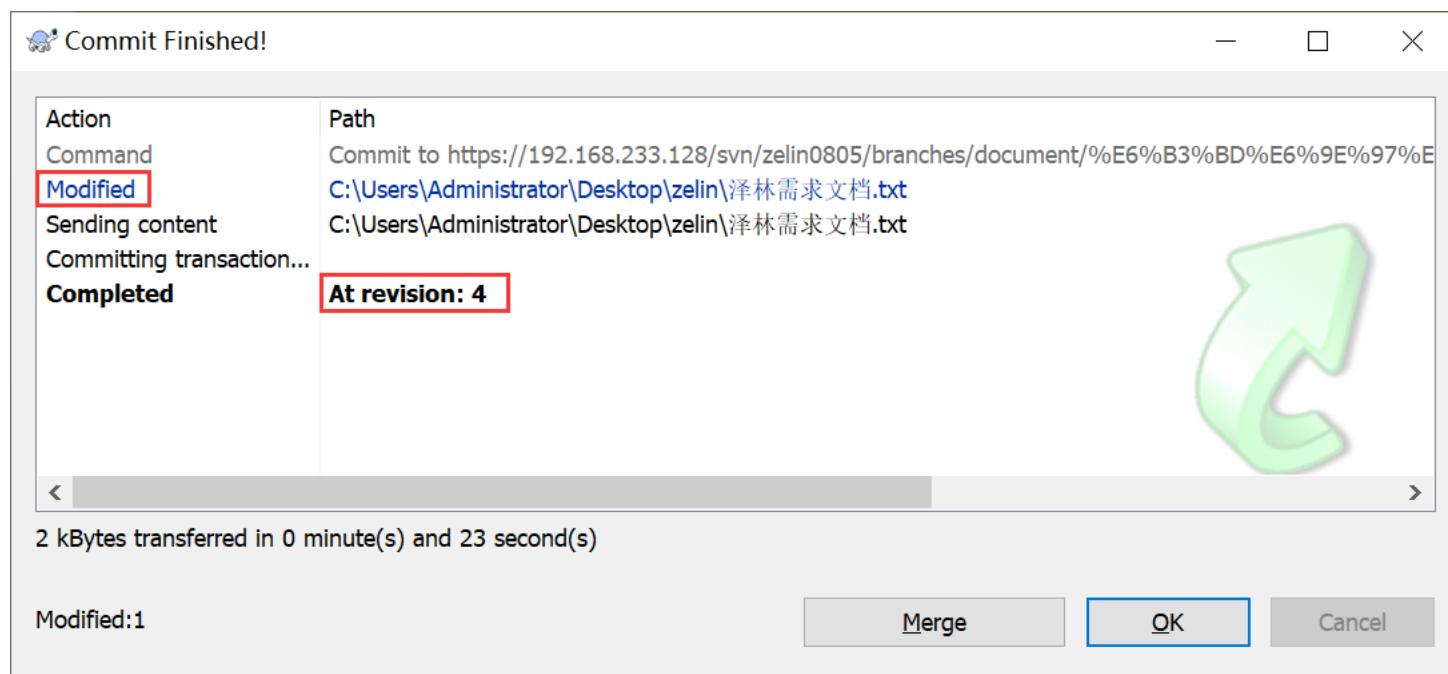 Commit Finished!
Action Path
Command Commit to https://192.168.233.128/svn/zelin0805/branches/document/%E6%B3%BD%E6%9E%97%E
Modified C:\Users\Administrator\Desktop\zelin\泽林需求文档.txt
Sending content C:\Users\Administrator\Desktop\zelin\泽林需求文档.txt
Committing transaction...
Completed At revision: 4
2 kBytes transferred in 0 minute(s) and 23 second(s)
Modified:1
Merge OK Cancel